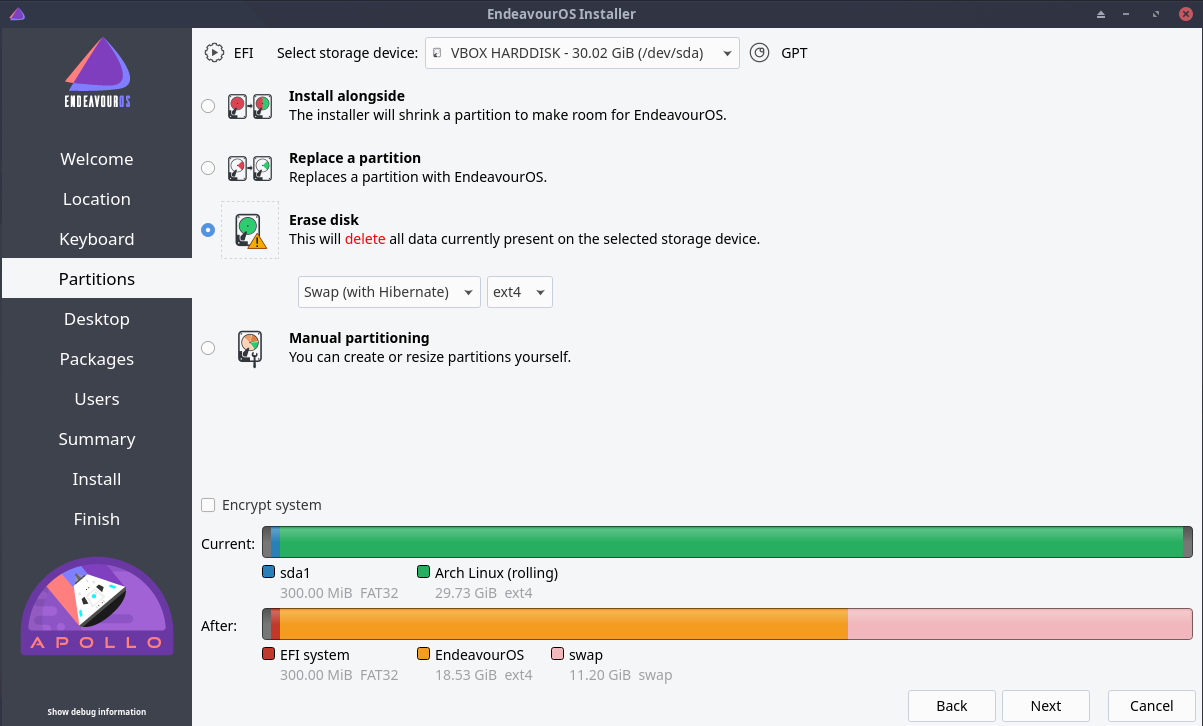 EndeavourOS Installer
ENDEAVOUROS
Welcome
Location
Keyboard
Partitions
Desktop
Packages
Users
Summary
Install
Finish
APOLLO
Show debug information
EFI Select storage device: VBOX HARDDISK - 30.02 GiB (/dev/sda) GPT
Install alongside
The installer will shrink a partition to make room for EndeavourOS.
Replace a partition
Replaces a partition with EndeavourOS.
Erase disk
This will delete all data currently present on the selected storage device.
Swap (with Hibernate) ext4
Manual partitioning
You can create or resize partitions yourself.
Encrypt system
Current:
sda1 Arch Linux (rolling)
300.00 MiB FAT32 29.73 GiB ext4
After:
EFI system EndeavourOS swap
300.00 MiB FAT32 18.53 GiB ext4 11.20 GiB swap
Back Next Cancel